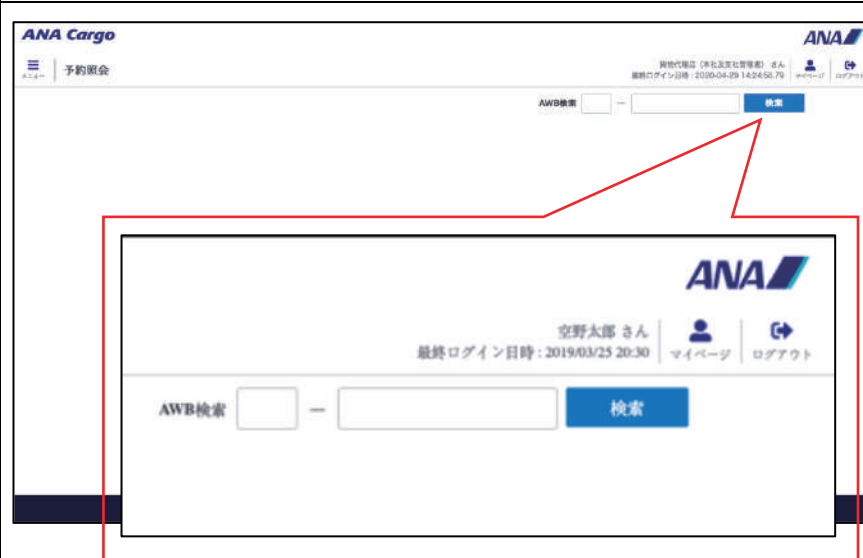 ANA Cargo
ANA
メニュー 予約照会
貨物代理店（本社及支社管理者）さん
最終ログイン日時 : 2020-04-29 14:24:56.79
マイページ ログアウト
AWB検索 — 検索
ANA
空野太郎 さん
最終ログイン日時 : 2019/03/25 20:30
マイページ ログアウト
AWB検索 — 検索